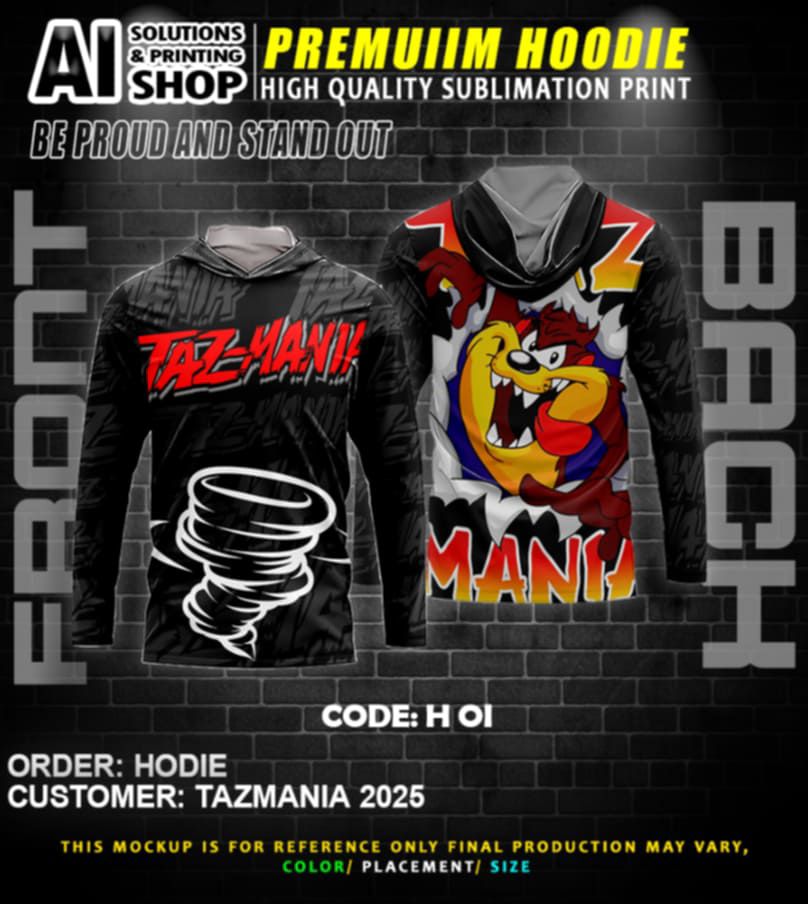 AI SOLUTIONS
& PRINTING
SHOP
PREMUIIM HOODIE
HIGH QUALITY SUBLIMATION PRINT
BE PROUD AND STAND OUT
FRONT
BACK
TAZ-MANIA
MANIA
CODE: H OI
ORDER: HODIE
CUSTOMER: TAZMANIA 2025
THIS MOCKUP IS FOR REFERENCE ONLY FINAL PRODUCTION MAY VARY,
COLOR/ PLACEMENT/ SIZE